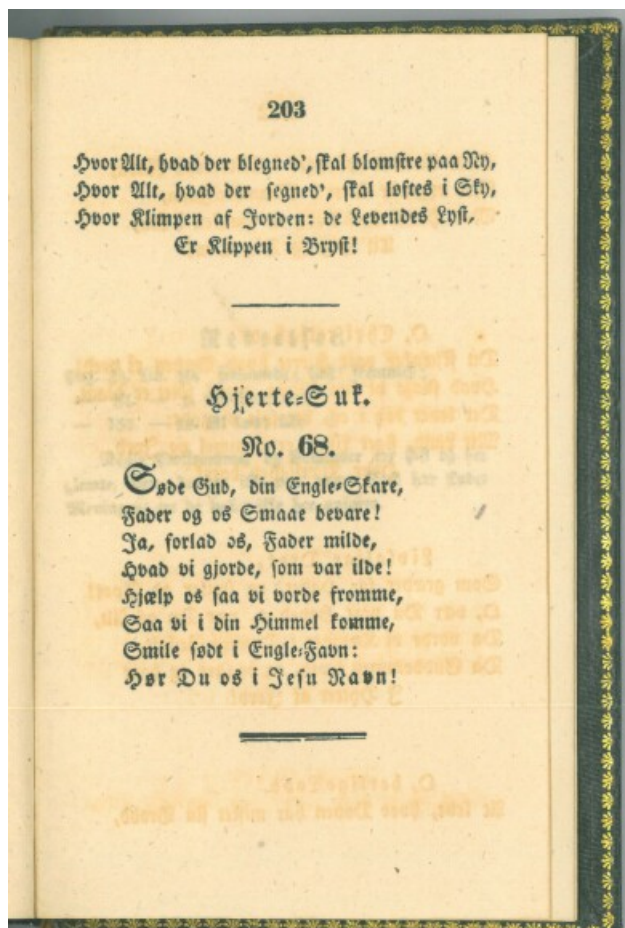 203
Hvor Alt, hvad der blegned', skal blomstre paa Ny,
Hvor Alt, hvad der segned', skal løftes i Sky,
Hvor Klimpen af Jorden: de Levendes Lyst,
Er Klippen i Bryst!
Hjerte-Suk.
No. 68.
Søde Gud, din Engle-Skare,
Fader og os Smaae bevare!
Ja, forlad os, Fader milde,
Hvad vi gjorde, som var ilde!
Hjælp os saa vi vorde fromme,
Saa vi i din Himmel komme,
Smile sødt i Engle-Favn:
Hør Du os i Jesu Navn!